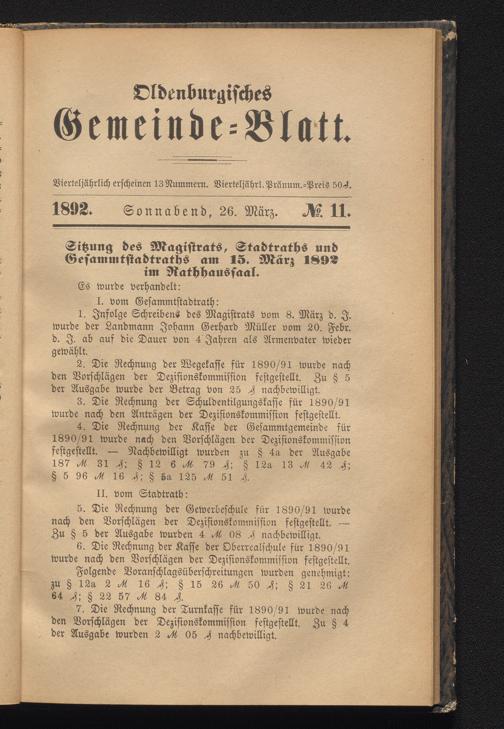 Oldenburgisches
Gemeinde=Blatt.
Vierteljährlich erscheinen 13 Nummern. Vierteljährl. Pränum.=Preis 50 ₰.
1892. Sonnabend, 26. März. № 11.
Sitzung des Magistrats, Stadtraths und
Gesammtstadtraths am 15. März 1892
im Rathhaussaal.
Es wurde verhandelt:
I. vom Gesammtstadtrath:
1. Infolge Schreibens des Magistrats vom 8. März d. J.
wurde der Landmann Johann Gerhard Müller vom 20. Febr.
d. J. ab auf die Dauer von 4 Jahren als Armenvater wieder
gewählt.
2. Die Rechnung der Wegekasse für 1890/91 wurde nach
den Vorschlägen der Dezisionskommission festgestellt. Zu § 5
der Ausgabe wurde der Betrag von 25 ₰ nachbewilligt.
3. Die Rechnung der Schuldentilgungskasse für 1890/91
wurde nach den Anträgen der Dezisionskommission festgestellt.
4. Die Rechnung der Kasse der Gesammtgemeinde für
1890/91 wurde nach den Vorschlägen der Dezisionskommission
festgestellt. — Nachbewilligt wurden zu § 4a der Ausgabe
187 ℳ 31 ₰; § 12 6 ℳ 79 ₰; § 12a 13 ℳ 42 ₰;
§ 5 96 ℳ 16 ₰; § 5a 125 ℳ 51 ₰.
II. vom Stadtrath:
5. Die Rechnung der Gewerbeschule für 1890/91 wurde
nach den Vorschlägen der Dezisionskommission festgestellt. —
Zu § 5 der Ausgabe wurden 4 ℳ 08 ₰ nachbewilligt.
6. Die Rechnung der Kasse der Oberrealschule für 1890/91
wurde nach den Vorschlägen der Dezisionskommission festgestellt.
Folgende Voranschlagsüberschreitungen wurden genehmigt:
zu § 12a 2 ℳ 16 ₰; § 15 26 ℳ 50 ₰; § 21 26 ℳ
64 ₰; § 22 57 ℳ 84 ₰.
7. Die Rechnung der Turnkasse für 1890/91 wurde nach
den Vorschlägen der Dezisionskommission festgestellt. Zu § 4
der Ausgabe wurden 2 ℳ 05 ₰ nachbewilligt.